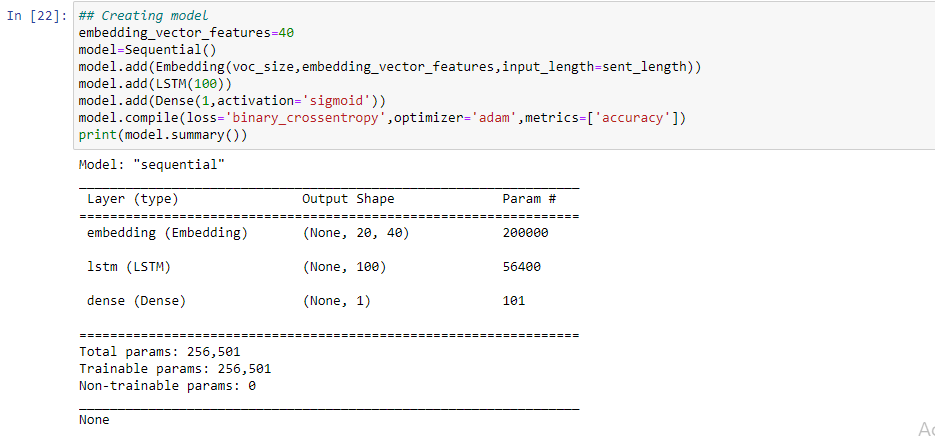 In [22]: ## Creating model
embedding_vector_features=40
model=Sequential()
model.add(Embedding(voc_size,embedding_vector_features,input_length=sent_length))
model.add(LSTM(100))
model.add(Dense(1,activation='sigmoid'))
model.compile(loss='binary_crossentropy',optimizer='adam',metrics=['accuracy'])
print(model.summary())
Model: "sequential"
_________________________________________________________________
Layer (type) Output Shape Param #
=================================================================
embedding (Embedding) (None, 20, 40) 200000
lstm (LSTM) (None, 100) 56400
dense (Dense) (None, 1) 101
=================================================================
Total params: 256,501
Trainable params: 256,501
Non-trainable params: 0
_________________________________________________________________
None